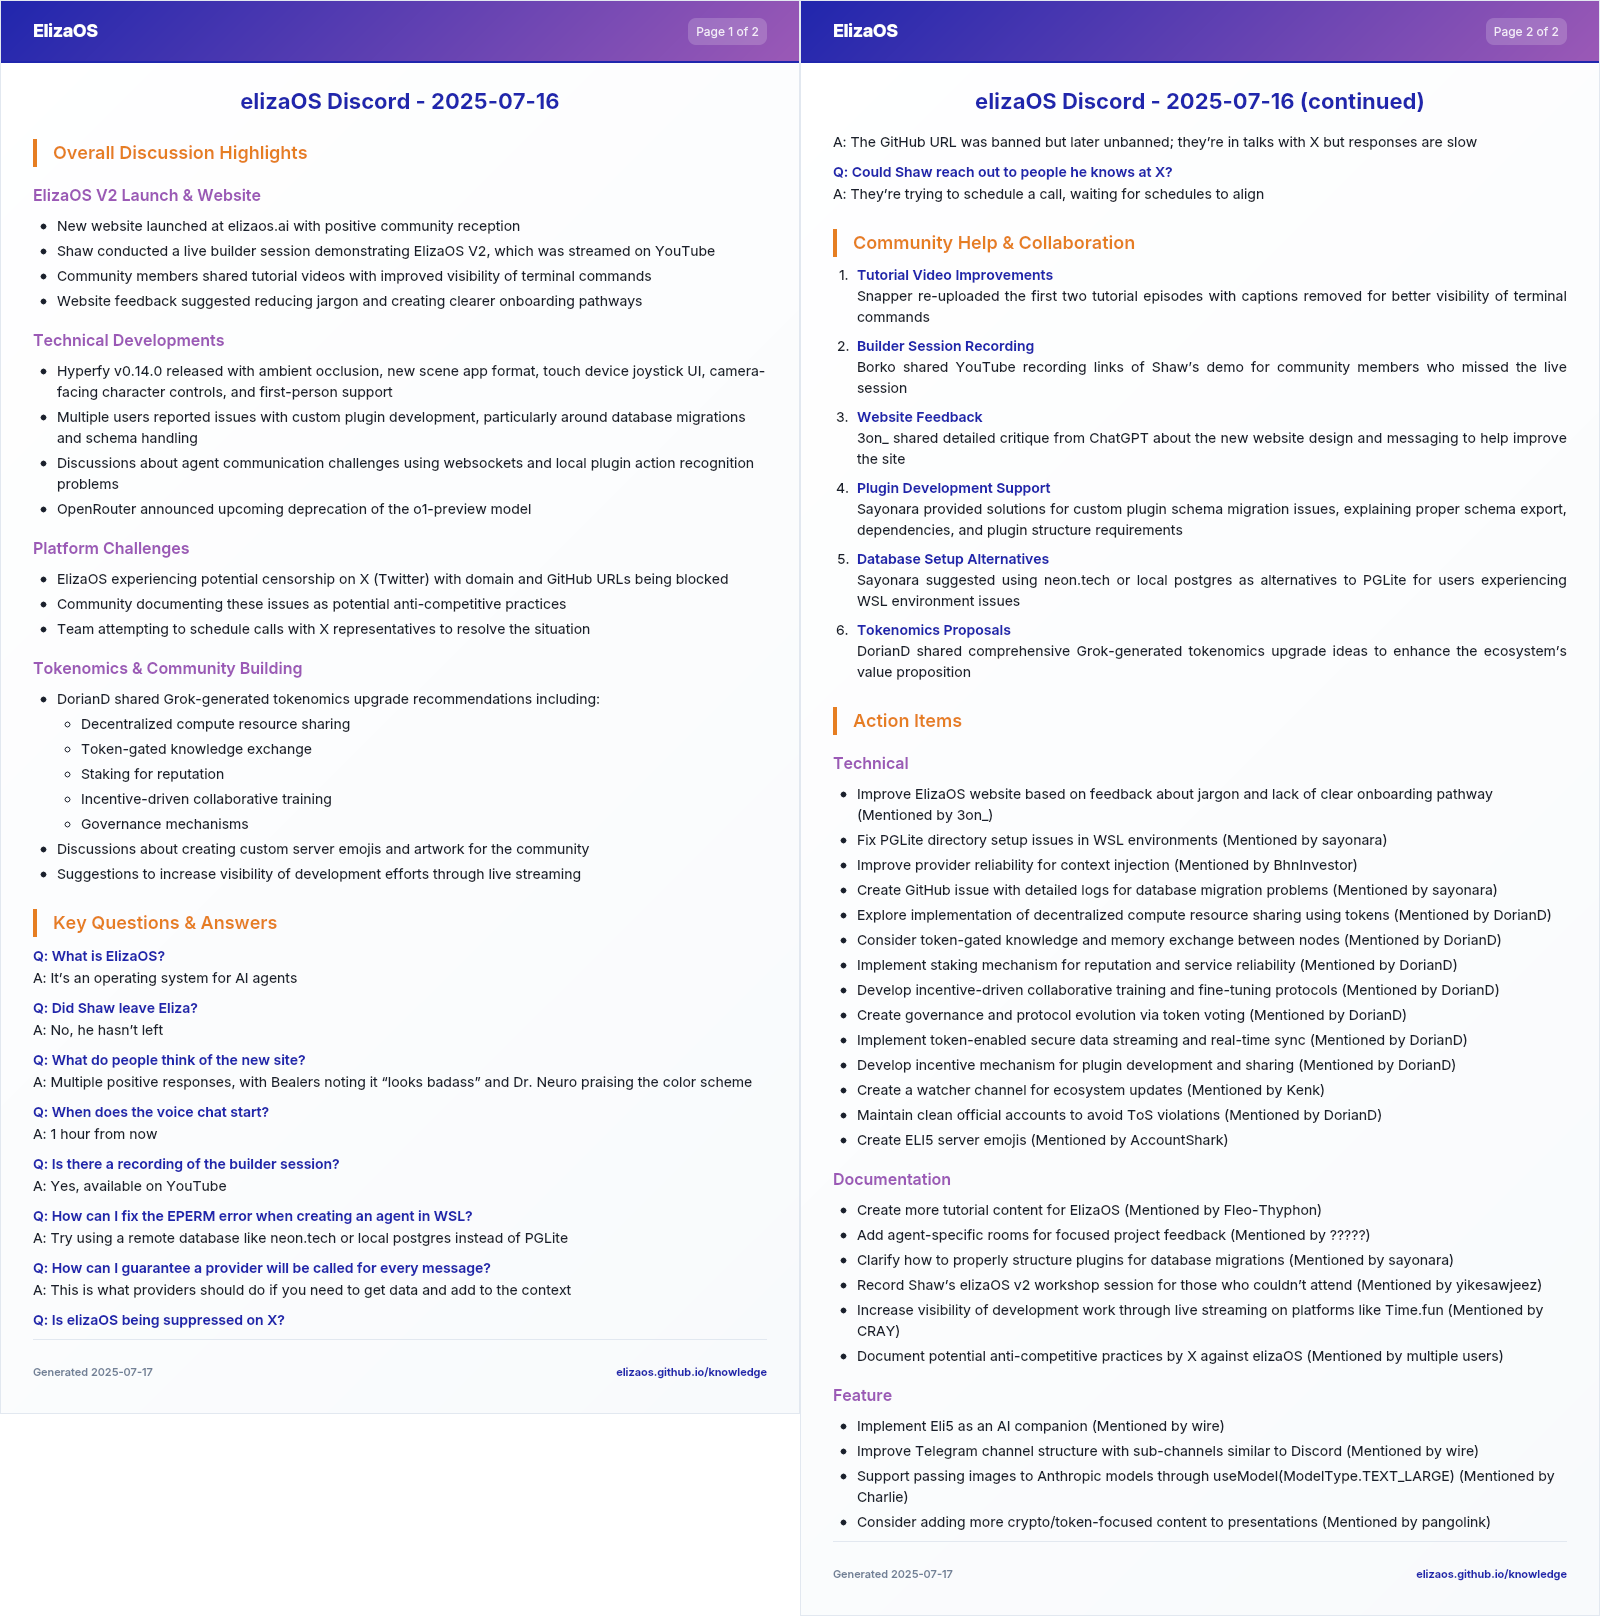 ElizaOS
Page 1 of 2
elizaOS Discord - 2025-07-16
Overall Discussion Highlights
ElizaOS V2 Launch & Website
• New website launched at elizaos.ai with positive community reception
• Shaw conducted a live builder session demonstrating ElizaOS V2, which was streamed on YouTube
• Community members shared tutorial videos with improved visibility of terminal commands
• Website feedback suggested reducing jargon and creating clearer onboarding pathways
Technical Developments
• Hyperfy v0.14.0 released with ambient occlusion, new scene app format, touch device joystick UI, camera-
facing character controls, and first-person support
• Multiple users reported issues with custom plugin development, particularly around database migrations
and schema handling
• Discussions about agent communication challenges using websockets and local plugin action recognition
problems
• OpenRouter announced upcoming deprecation of the o1-preview model
Platform Challenges
• ElizaOS experiencing potential censorship on X (Twitter) with domain and GitHub URLs being blocked
• Community documenting these issues as potential anti-competitive practices
• Team attempting to schedule calls with X representatives to resolve the situation
Tokenomics & Community Building
• DorianD shared Grok-generated tokenomics upgrade recommendations including:
◦ Decentralized compute resource sharing
◦ Token-gated knowledge exchange
◦ Staking for reputation
◦ Incentive-driven collaborative training
◦ Governance mechanisms
• Discussions about creating custom server emojis and artwork for the community
• Suggestions to increase visibility of development efforts through live streaming
Key Questions & Answers
Q: What is ElizaOS?
A: It’s an operating system for AI agents
Q: Did Shaw leave Eliza?
A: No, he hasn’t left
Q: What do people think of the new site?
A: Multiple positive responses, with Bealers noting it “looks badass” and Dr. Neuro praising the color scheme
Q: When does the voice chat start?
A: 1 hour from now
Q: Is there a recording of the builder session?
A: Yes, available on YouTube
Q: How can I fix the EPERM error when creating an agent in WSL?
A: Try using a remote database like neon.tech or local postgres instead of PGLite
Q: How can I guarantee a provider will be called for every message?
A: This is what providers should do if you need to get data and add to the context
Q: Is elizaOS being suppressed on X?
Generated 2025-07-17
elizaos.github.io/knowledge
ElizaOS
Page 2 of 2
elizaOS Discord - 2025-07-16 (continued)
A: The GitHub URL was banned but later unbanned; they’re in talks with X but responses are slow
Q: Could Shaw reach out to people he knows at X?
A: They’re trying to schedule a call, waiting for schedules to align
Community Help & Collaboration
1. Tutorial Video Improvements
Snapper re-uploaded the first two tutorial episodes with captions removed for better visibility of terminal
commands
2. Builder Session Recording
Borko shared YouTube recording links of Shaw’s demo for community members who missed the live
session
3. Website Feedback
3on_ shared detailed critique from ChatGPT about the new website design and messaging to help improve
the site
4. Plugin Development Support
Sayonara provided solutions for custom plugin schema migration issues, explaining proper schema export,
dependencies, and plugin structure requirements
5. Database Setup Alternatives
Sayonara suggested using neon.tech or local postgres as alternatives to PGLite for users experiencing
WSL environment issues
6. Tokenomics Proposals
DorianD shared comprehensive Grok-generated tokenomics upgrade ideas to enhance the ecosystem’s
value proposition
Action Items
Technical
• Improve ElizaOS website based on feedback about jargon and lack of clear onboarding pathway
(Mentioned by 3on_)
• Fix PGLite directory setup issues in WSL environments (Mentioned by sayonara)
• Improve provider reliability for context injection (Mentioned by BhnInvestor)
• Create GitHub issue with detailed logs for database migration problems (Mentioned by sayonara)
• Explore implementation of decentralized compute resource sharing using tokens (Mentioned by DorianD)
• Consider token-gated knowledge and memory exchange between nodes (Mentioned by DorianD)
• Implement staking mechanism for reputation and service reliability (Mentioned by DorianD)
• Develop incentive-driven collaborative training and fine-tuning protocols (Mentioned by DorianD)
• Create governance and protocol evolution via token voting (Mentioned by DorianD)
• Implement token-enabled secure data streaming and real-time sync (Mentioned by DorianD)
• Develop incentive mechanism for plugin development and sharing (Mentioned by DorianD)
• Create a watcher channel for ecosystem updates (Mentioned by Kenk)
• Maintain clean official accounts to avoid ToS violations (Mentioned by DorianD)
• Create ELI5 server emojis (Mentioned by AccountShark)
Documentation
• Create more tutorial content for ElizaOS (Mentioned by Fleo-Thyphon)
• Add agent-specific rooms for focused project feedback (Mentioned by ?????)
• Clarify how to properly structure plugins for database migrations (Mentioned by sayonara)
• Record Shaw’s elizaOS v2 workshop session for those who couldn’t attend (Mentioned by yikesawjeez)
• Increase visibility of development work through live streaming on platforms like Time.fun (Mentioned by
CRAY)
• Document potential anti-competitive practices by X against elizaOS (Mentioned by multiple users)
Feature
• Implement Eli5 as an AI companion (Mentioned by wire)
• Improve Telegram channel structure with sub-channels similar to Discord (Mentioned by wire)
• Support passing images to Anthropic models through useModel(ModelType.TEXT_LARGE) (Mentioned by
Charlie)
• Consider adding more crypto/token-focused content to presentations (Mentioned by pangolink)
Generated 2025-07-17
elizaos.github.io/knowledge